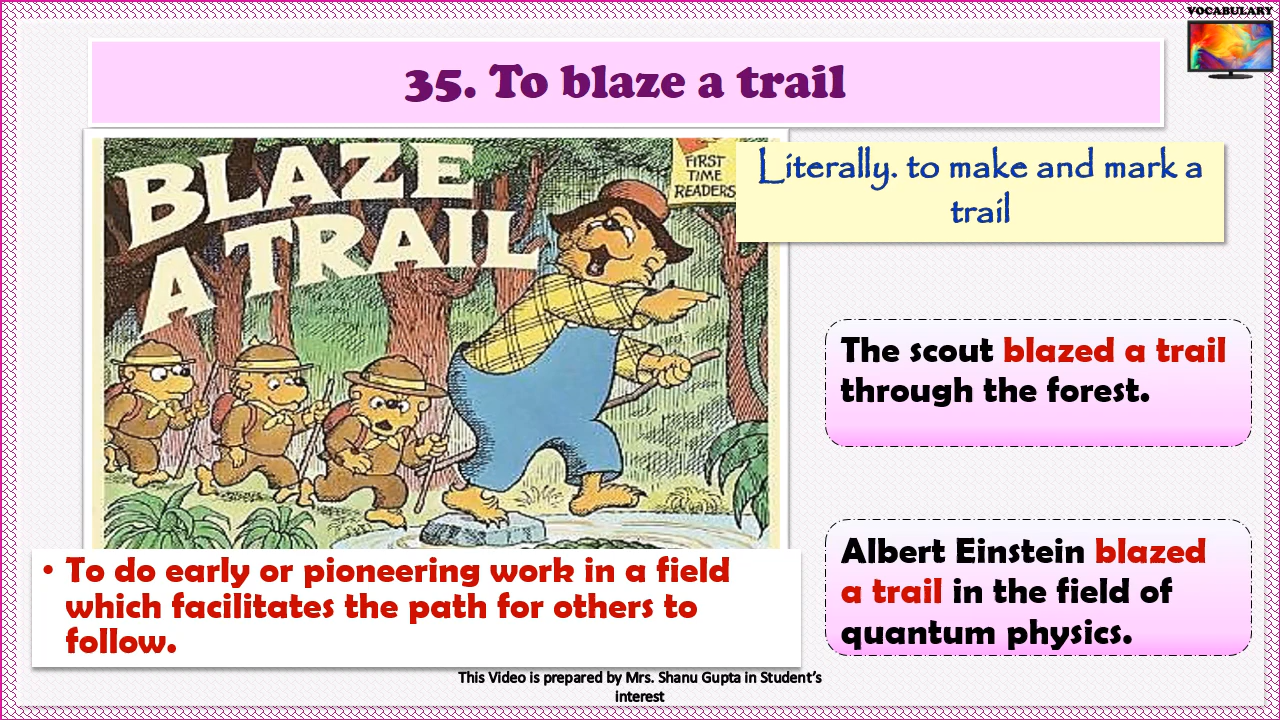 VOCABULARY
35. To blaze a trail
BLAZE
A TRAIL
FIRST
TIME
READERS
Literally. to make and mark a
trail
The scout blazed a trail
through the forest.
Albert Einstein blazed
a trail in the field of
quantum physics.
• To do early or pioneering work in a field
which facilitates the path for others to
follow.
This Video is prepared by Mrs. Shanu Gupta in Student’s
interest